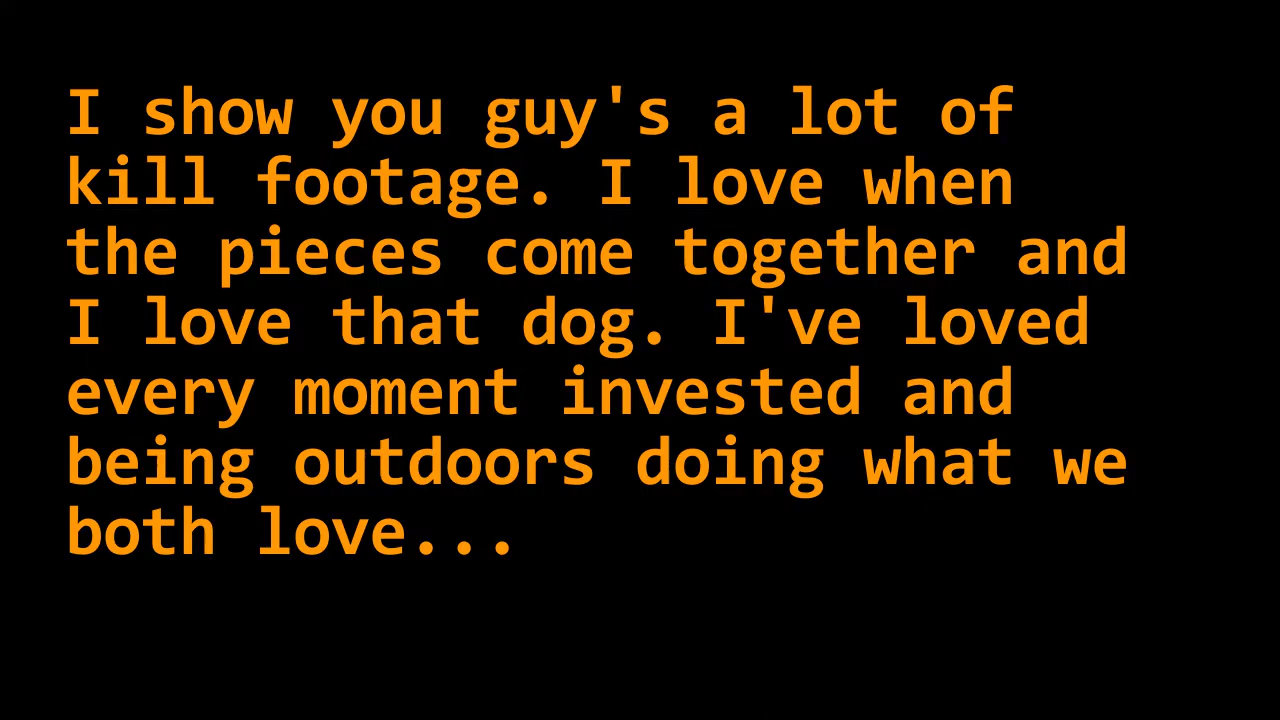 I show you guy's a lot of
kill footage. I love when
the pieces come together and
I love that dog. I've loved
every moment invested and
being outdoors doing what we
both love...